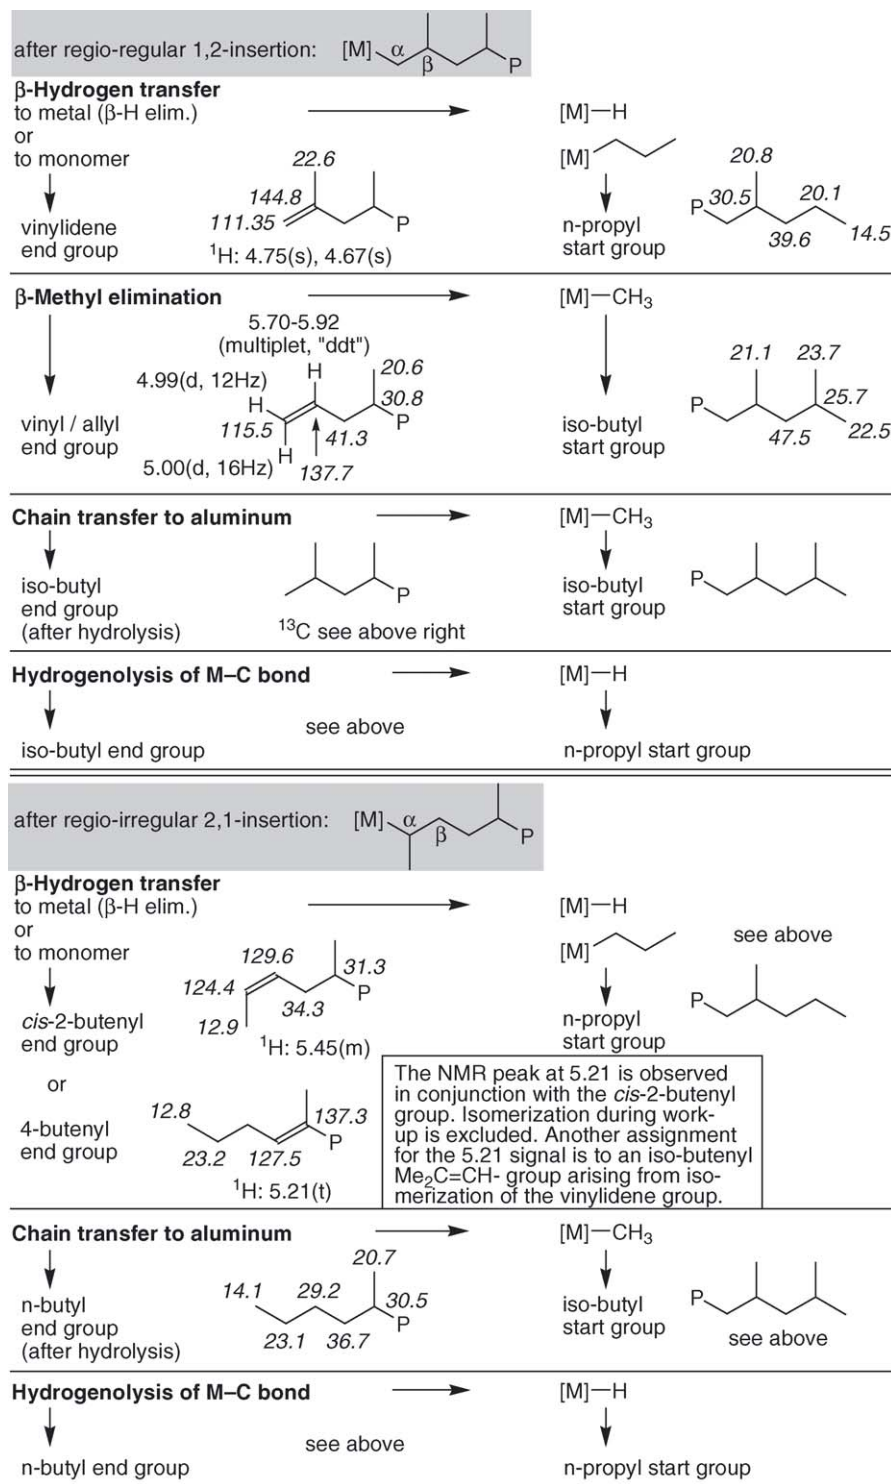 after regio-regular 1,2-insertion: [M] α β P
β-Hydrogen transfer
to metal (β-H elim.)
or
to monomer
[M]—H
[M]
22.6
144.8
111.35
P
¹H: 4.75(s), 4.67(s)
vinylidene
end group
n-propyl
start group
20.8
P 30.5 20.1
39.6 14.5
β-Methyl elimination
[M]—CH₃
5.70-5.92
(multiplet, "ddt")
4.99(d, 12Hz) H 20.6
H 30.8
115.5 41.3 P
H
5.00(d, 16Hz) 137.7
vinyl / allyl
end group
iso-butyl
start group
21.1 23.7
P 25.7
47.5 22.5
Chain transfer to aluminum
[M]—CH₃
iso-butyl
end group
(after hydrolysis)
P
¹³C see above right
iso-butyl
start group
P
Hydrogenolysis of M–C bond
[M]—H
see above
iso-butyl end group
n-propyl start group
after regio-irregular 2,1-insertion: [M] α β P
β-Hydrogen transfer
to metal (β-H elim.)
or
to monomer
[M]—H
[M]
see above
129.6
124.4 31.3
P
34.3
12.9
¹H: 5.45(m)
cis-2-butenyl
end group
n-propyl
start group
P
or
4-butenyl
end group
12.8 137.3
P
23.2 127.5
¹H: 5.21(t)
The NMR peak at 5.21 is observed
in conjunction with the cis-2-butenyl
group. Isomerization during work-
up is excluded. Another assignment
for the 5.21 signal is to an iso-butenyl
Me₂C=CH- group arising from iso-
merization of the vinylidene group.
Chain transfer to aluminum
[M]—CH₃
20.7
14.1 29.2
30.5
P
23.1 36.7
n-butyl
end group
(after hydrolysis)
iso-butyl
start group
P
see above
Hydrogenolysis of M–C bond
[M]—H
see above
n-butyl end group
n-propyl start group